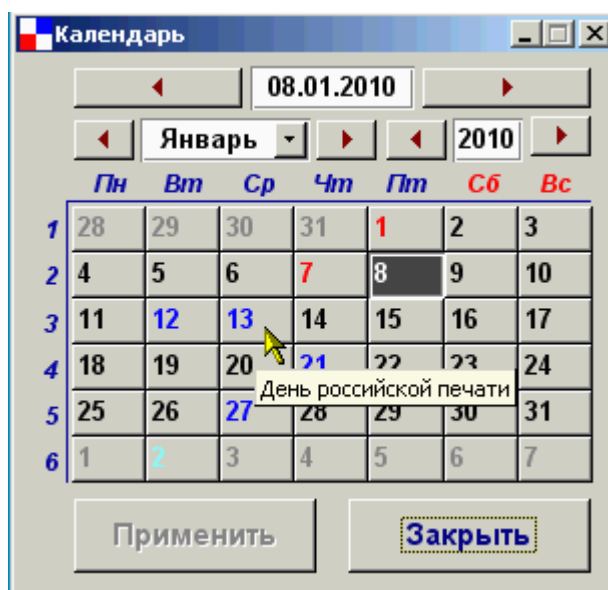 Календарь
08.01.2010
Январь 2010
Пн Вт Ср Чт Пт Сб Вс
1 28 29 30 31 1 2 3
2 4 5 6 7 8 9 10
3 11 12 13 14 15 16 17
4 18 19 20 21 22 23 24
День российской печати
5 25 26 27 28 29 30 31
6 1 2 3 4 5 6 7
Применить Закрыть